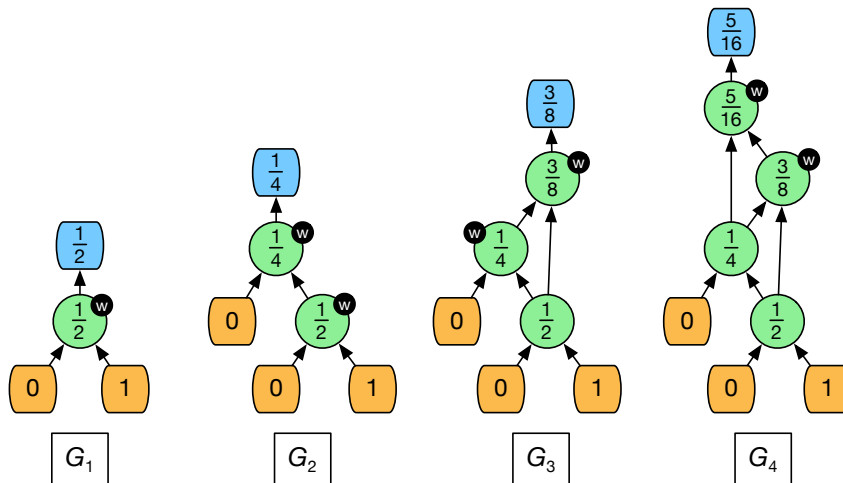 1/2
1/2 w
0 1
G₁
1/4
1/4 w
0 1/2 w
0 1
G₂
3/8
3/8 w
w 1/4
0 1/2
0 1
G₃
5/16
5/16 w
3/8 w
1/4
0 1/2
0 1
G₄